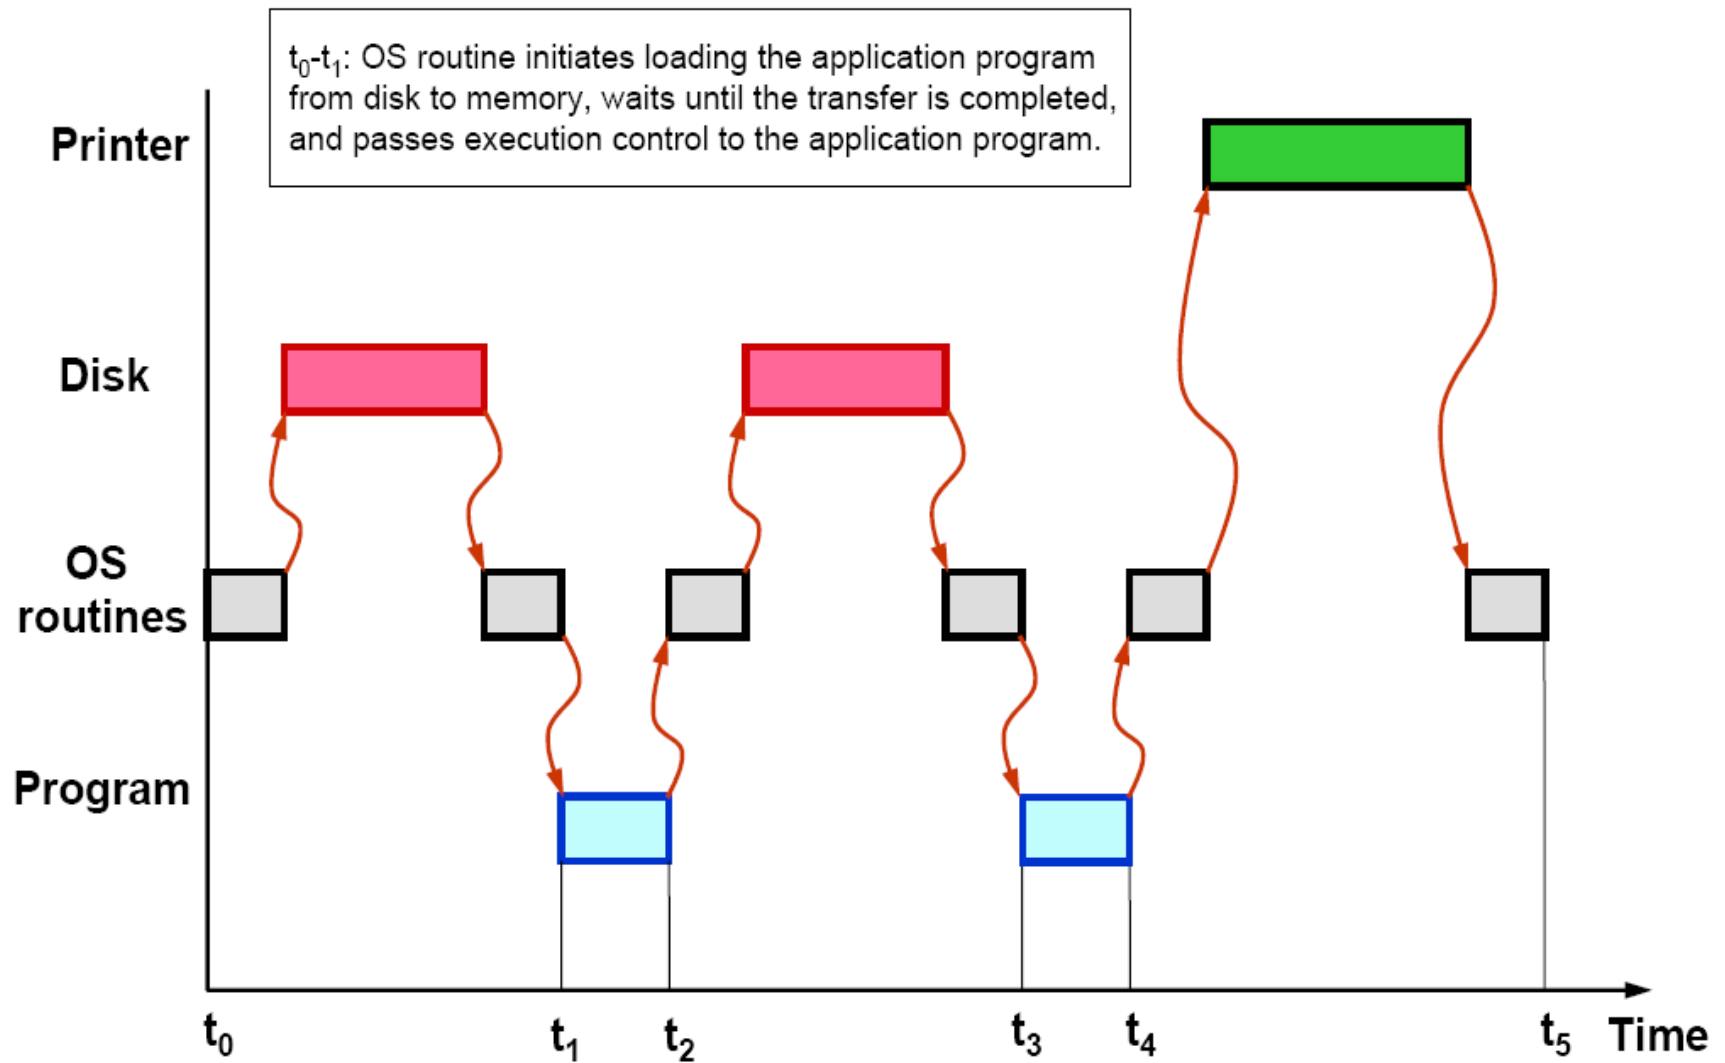 t₀-t₁: OS routine initiates loading the application program
from disk to memory, waits until the transfer is completed,
and passes execution control to the application program.
Printer
Disk
OS
routines
Program
t₀ t₁ t₂ t₃ t₄ t₅ Time